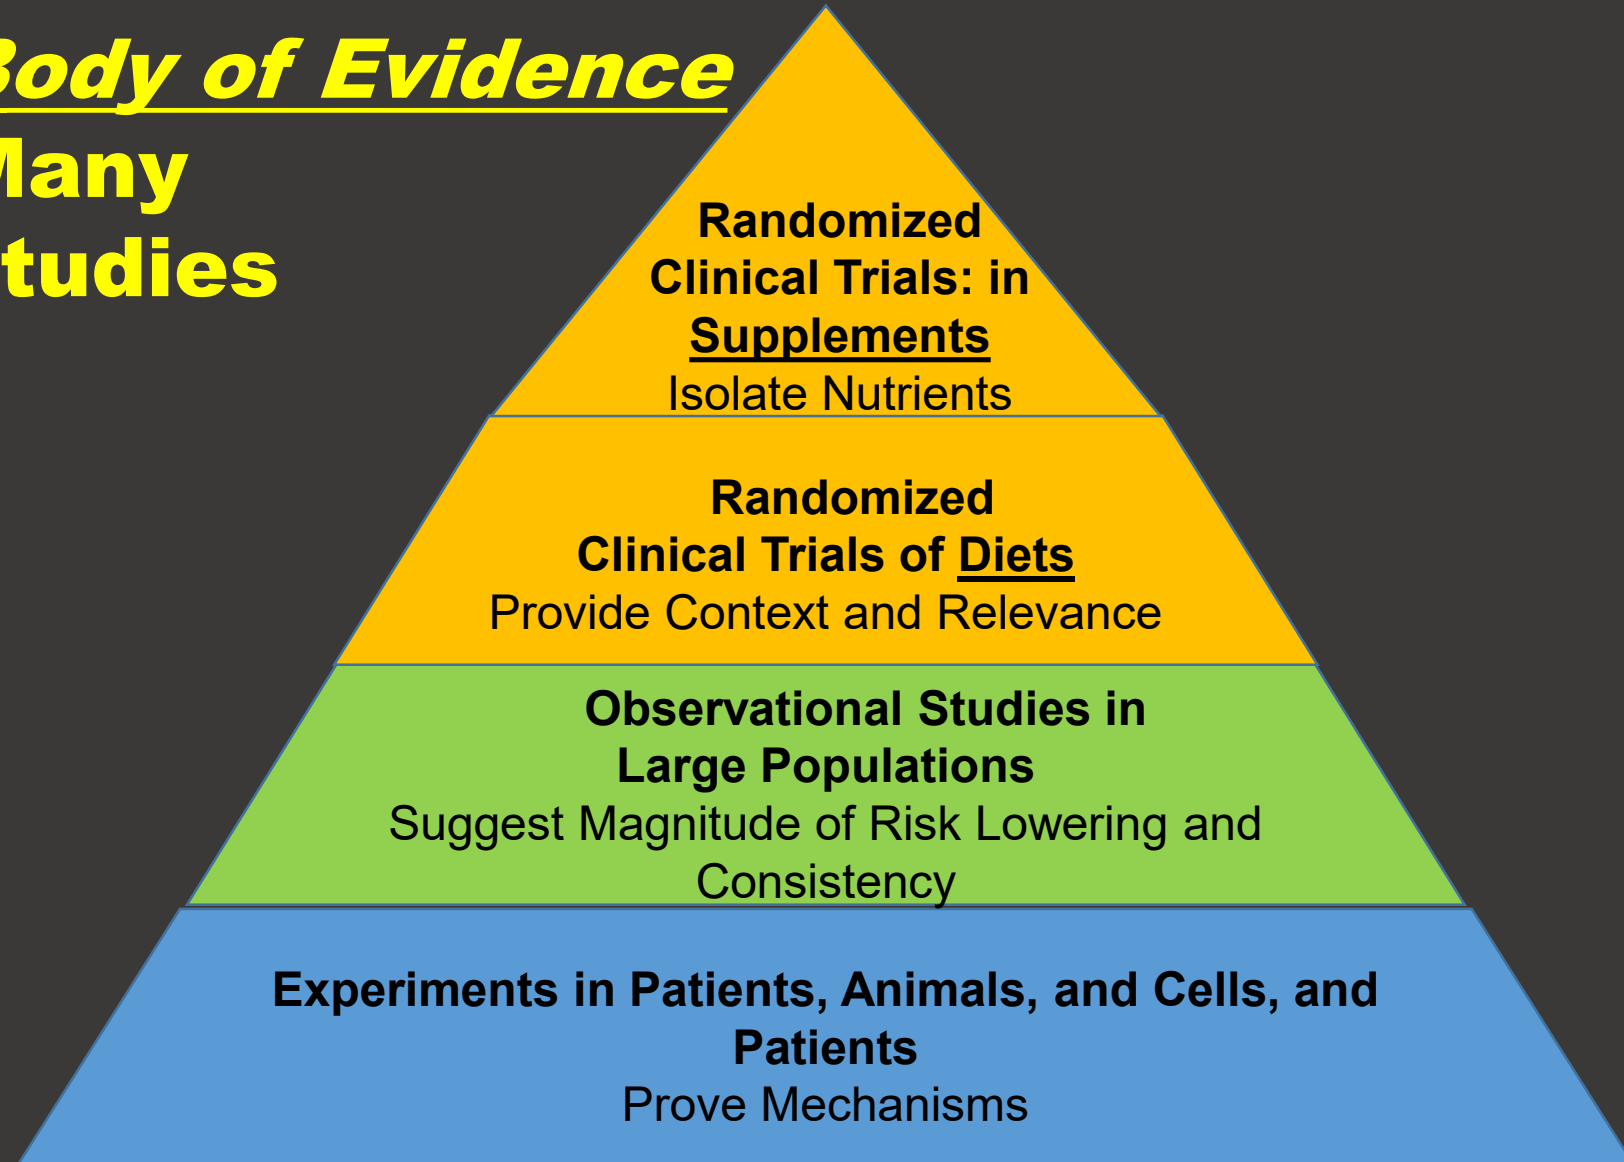 Body of Evidence
Many
tudies
Randomized
Clinical Trials: in
Supplements
Isolate Nutrients
Randomized
Clinical Trials of Diets
Provide Context and Relevance
Observational Studies in
Large Populations
Suggest Magnitude of Risk Lowering and
Consistency
Experiments in Patients, Animals, and Cells, and
Patients
Prove Mechanisms